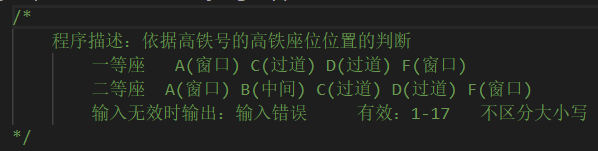 /*
程序描述：依据高铁号的高铁座位位置的判断
一等座 A(窗口) C(过道) D(过道) F(窗口)
二等座 A(窗口) B(中间) C(过道) D(过道) F(窗口)
输入无效时输出：输入错误 有效：1-17 不区分大小写
*/